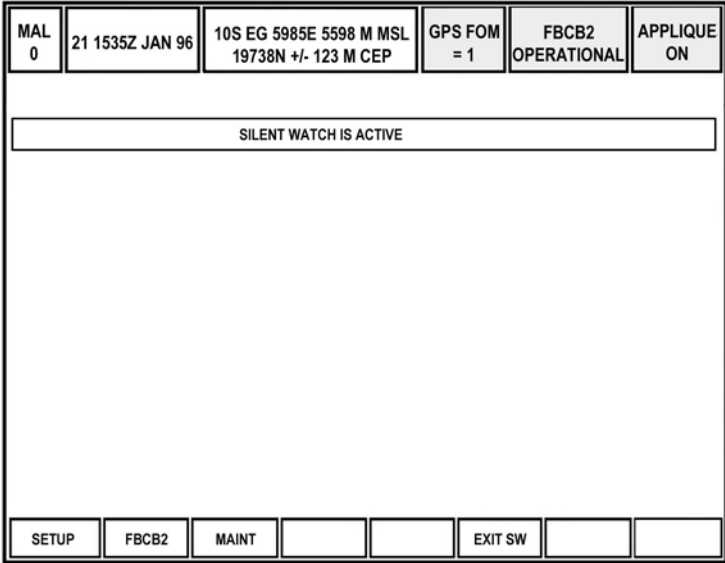 MAL
0
21 1535Z JAN 96
10S EG 5985E 5598 M MSL
19738N +/- 123 M CEP
GPS FOM
= 1
FBCB2
OPERATIONAL
APPLIQUE
ON
SILENT WATCH IS ACTIVE
SETUP
FBCB2
MAINT
EXIT SW